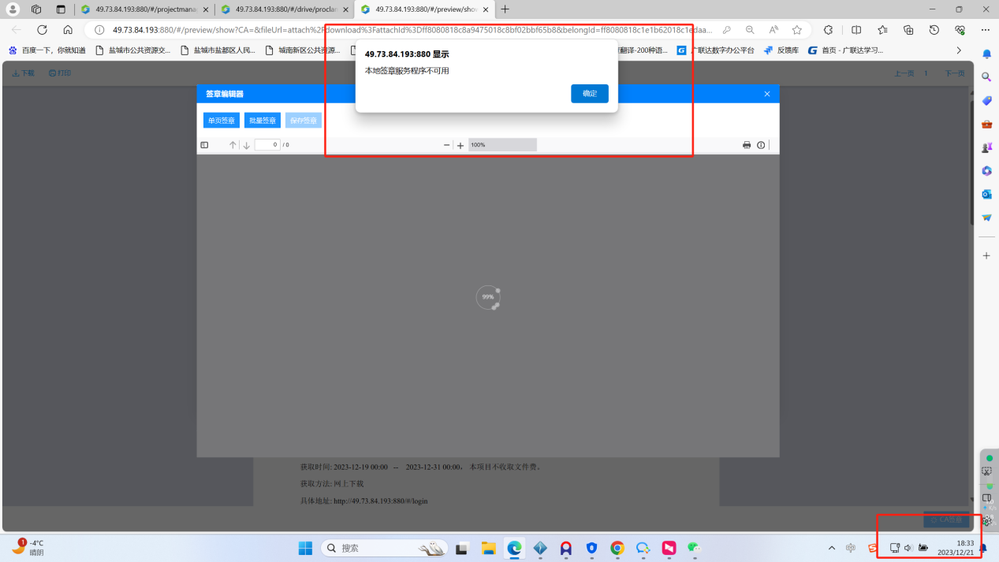 49.73.84.193:880/#/projectmana
49.73.84.193:880/#/drive/proclan
49.73.84.193:880/#/preview/show
49.73.84.193:880/#/preview/show?CA=&fileUrl=attach%2Fdownload%3FattachId%3Dff8080818c8a9475018c8bf02bbf65b8&belongId=ff8080818c1e1b62018c1edaa...
百度一下，你就知道 盐城市公共资源交... 盐城市盐都区人民... 城南新区公共资源... 翻译-200种语... 广联达数字办公平台 反馈库 首页 - 广联达学习...
下载 打印 上一页 1 下一页
49.73.84.193:880 显示
本地签章服务程序不可用
确定
签章编辑器
单页签章 批量签章 保存签章
0 / 0 100%
99%
获取时间: 2023-12-19 00:00 -- 2023-12-31 00:00。 本项目不收取文件费。
获取方法: 网上下载
具体地址: http://49.73.84.193:880/#/login
CA签章
1
-4°C
晴阴
搜索
中
18:33
2023/12/21